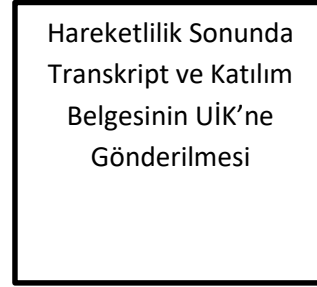 Hareketlilik Sonunda
Transkript ve Katılım
Belgesinin UİK’ne
Gönderilmesi